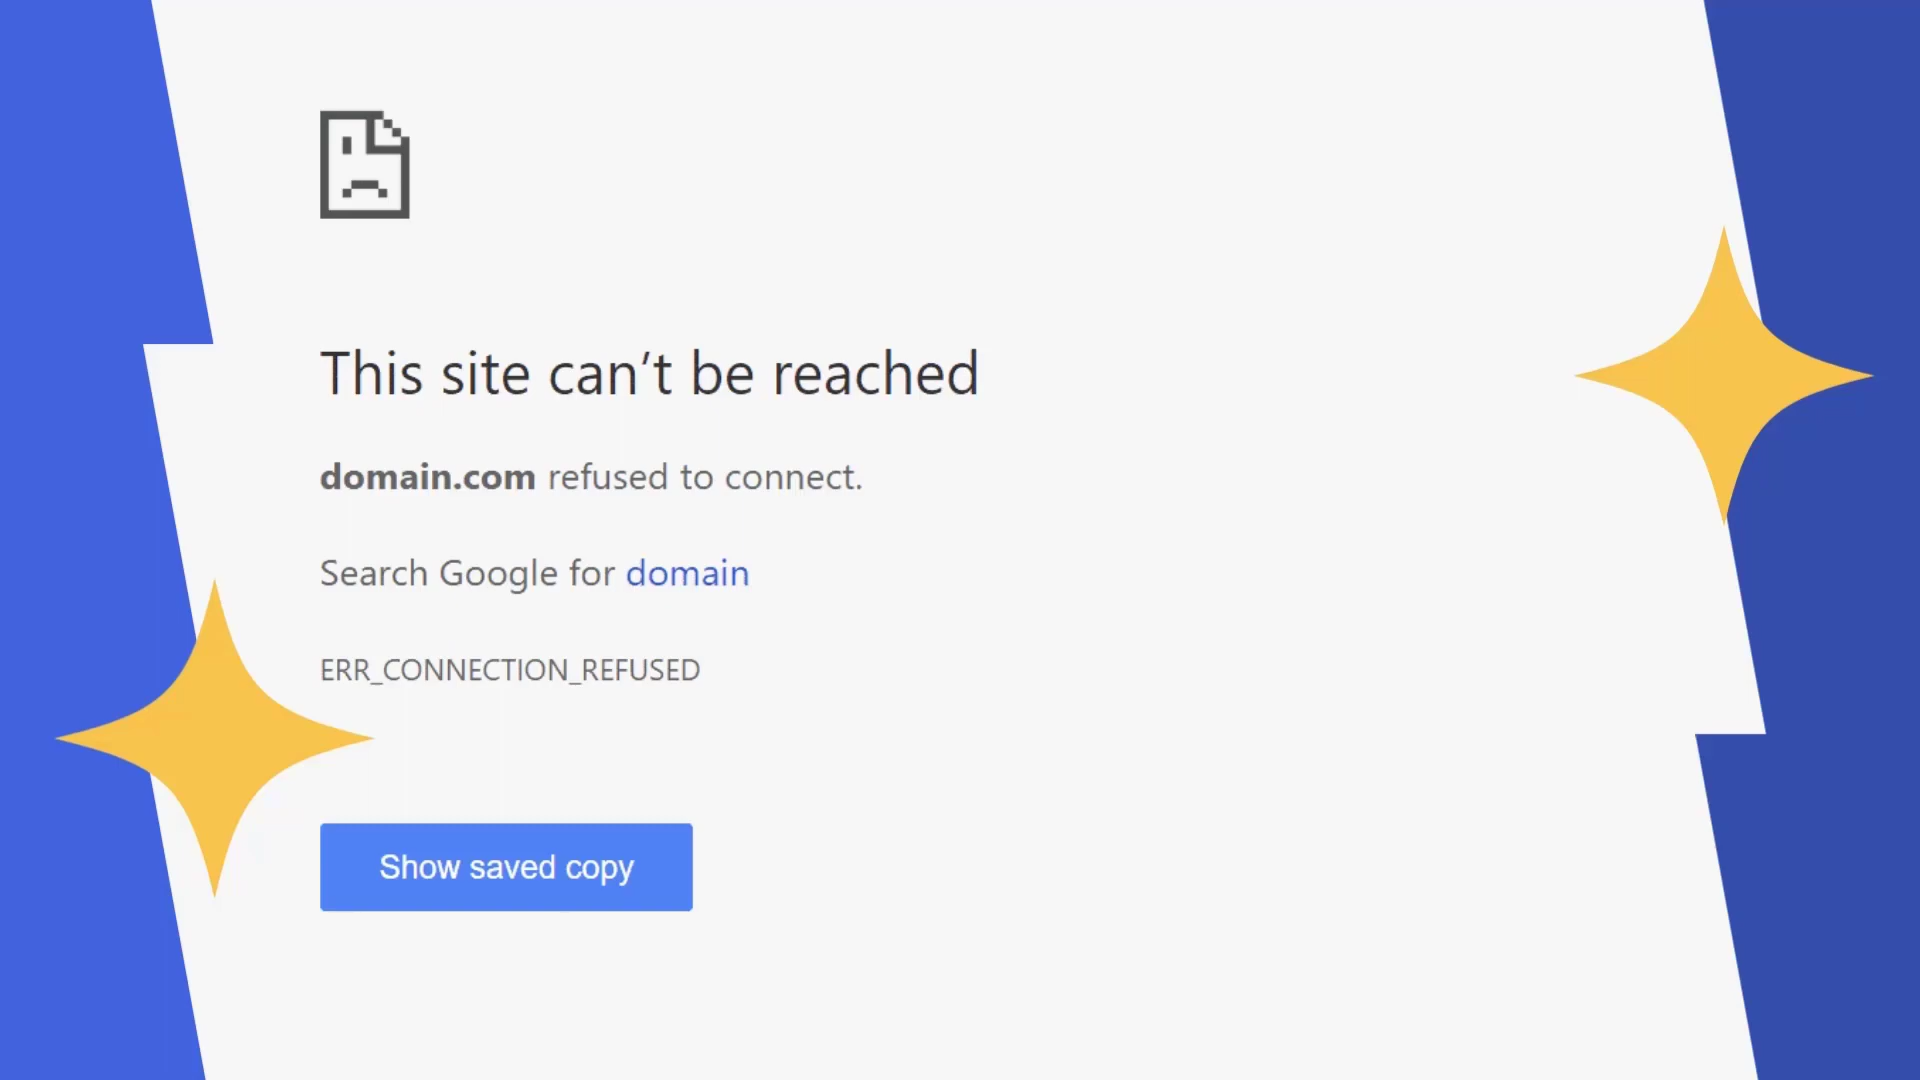 This site can’t be reached
domain.com refused to connect.
Search Google for domain
ERR_CONNECTION_REFUSED
Show saved copy